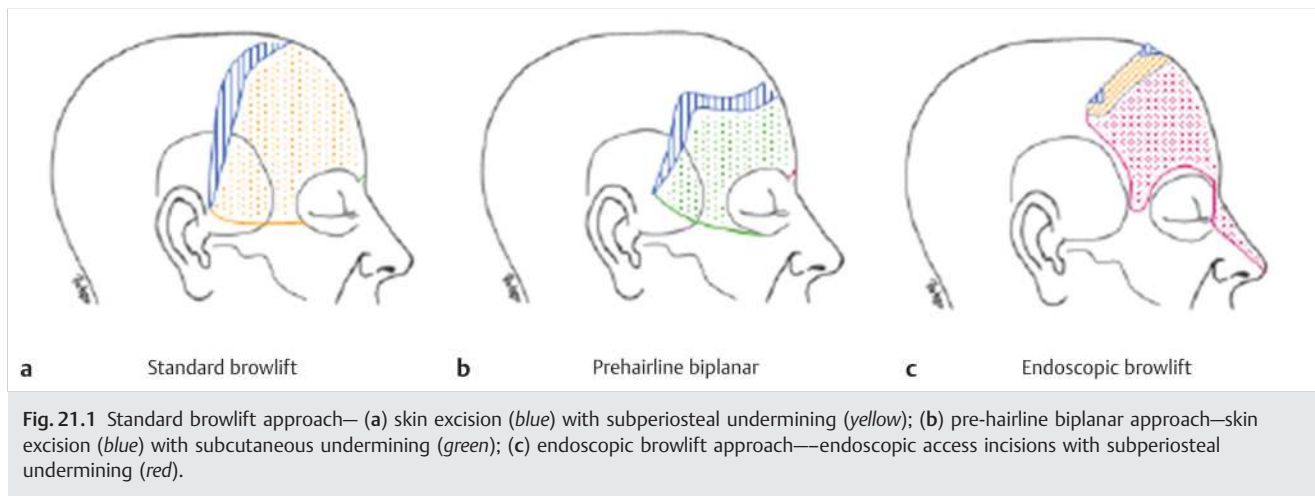 a Standard browlift b Prehairline biplanar c Endoscopic browlift
Fig. 21.1 Standard browlift approach— (a) skin excision (blue) with subperiosteal undermining (yellow); (b) pre-hairline biplanar approach—skin
excision (blue) with subcutaneous undermining (green); (c) endoscopic browlift approach-—endoscopic access incisions with subperiosteal
undermining (red).